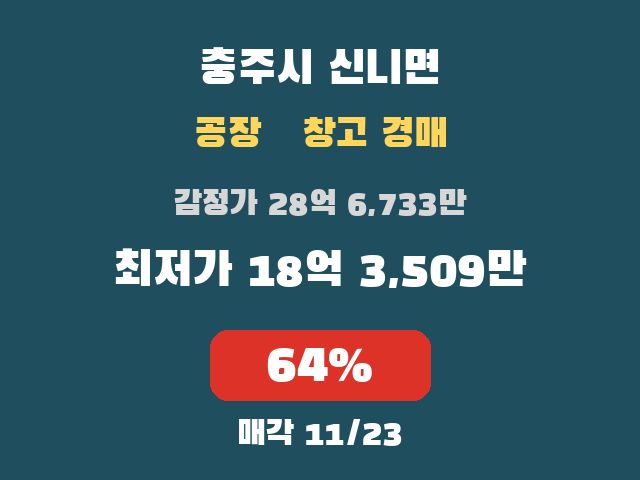 충주시 신니면
공장 창고 경매
감정가 28억 6,733만
최저가 18억 3,509만
64%
매각 11/23